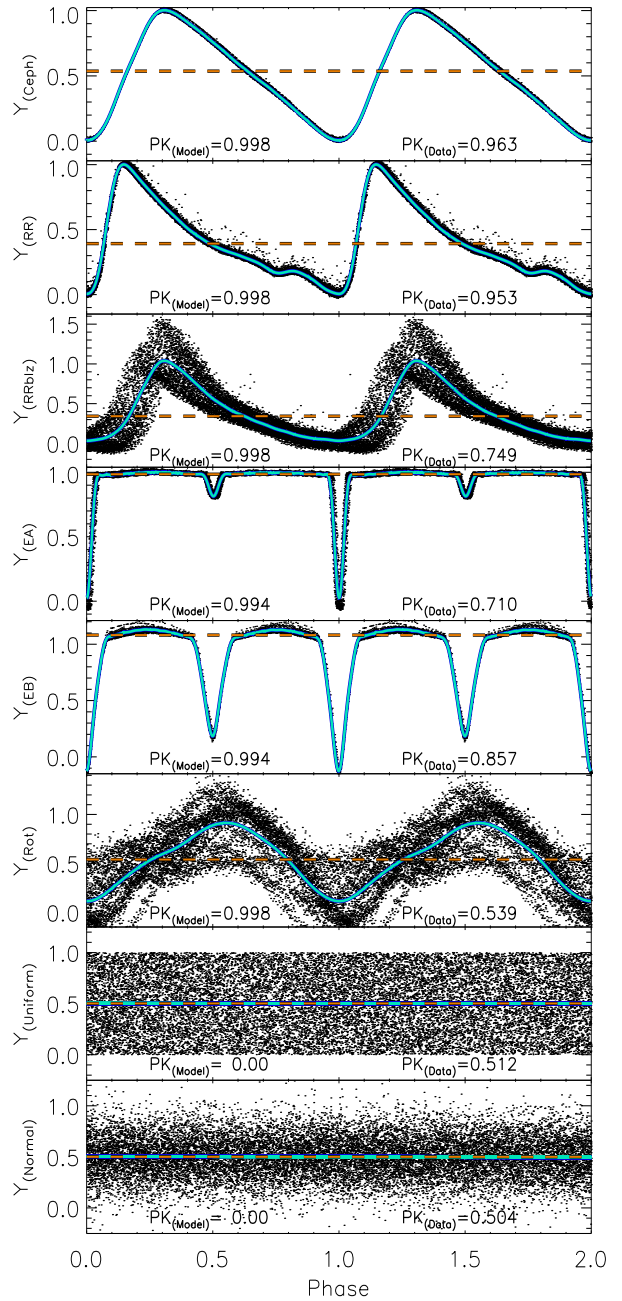 1.0
0.5
0.0
Y(Ceph)
PK(Model)=0.998 PK(Data)=0.963
1.0
0.5
0.0
Y(RR)
PK(Model)=0.998 PK(Data)=0.953
1.5
1.0
0.5
0.0
Y(RRblz)
PK(Model)=0.998 PK(Data)=0.749
1.0
0.5
0.0
Y(EA)
PK(Model)=0.994 PK(Data)=0.710
1.0
0.5
0.0
Y(EB)
PK(Model)=0.994 PK(Data)=0.857
1.0
0.5
0.0
Y(Rot)
PK(Model)=0.998 PK(Data)=0.539
1.0
0.5
0.0
Y(Uniform)
PK(Model)= 0.00 PK(Data)=0.512
1.0
0.5
0.0
Y(Normal)
PK(Model)= 0.00 PK(Data)=0.504
0.0 0.5 1.0 1.5 2.0
Phase